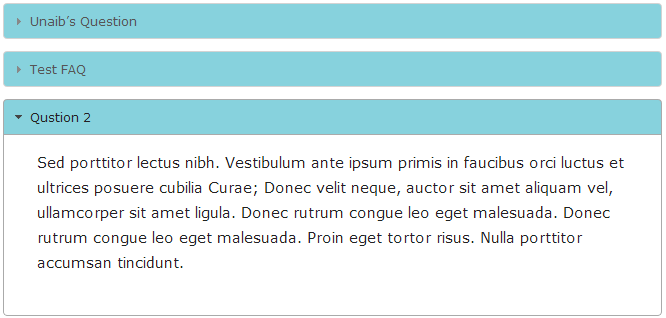 Unaib's Question
Test FAQ
Qustion 2
Sed porttitor lectus nibh. Vestibulum ante ipsum primis in faucibus orci luctus et
ultrices posuere cubilia Curae; Donec velit neque, auctor sit amet aliquam vel,
ullamcorper sit amet ligula. Donec rutrum congue leo eget malesuada. Donec
rutrum congue leo eget malesuada. Proin eget tortor risus. Nulla porttitor
accumsan tincidunt.